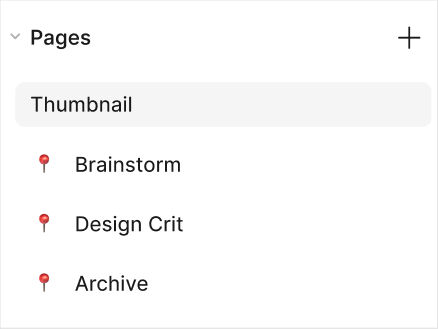 Pages
Thumbnail
Brainstorm
Design Crit
Archive